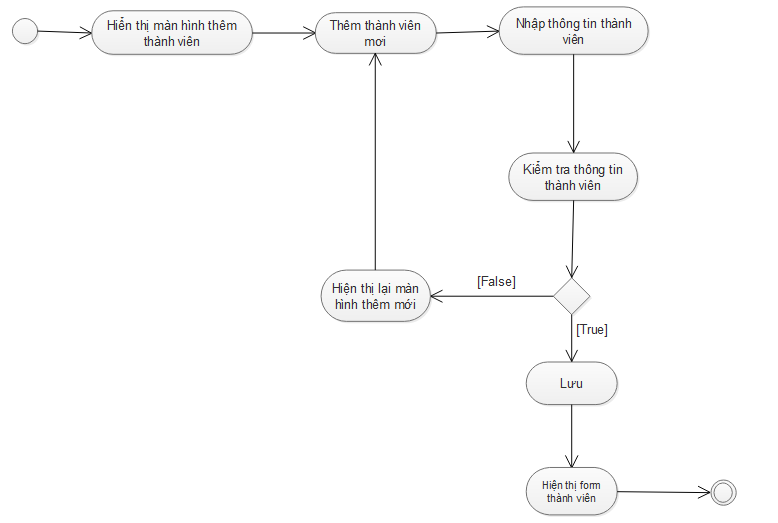 Hiển thị màn hình thêm
thành viên
Thêm thành viên
mơi
Nhập thông tin thành
viên
Kiểm tra thông tin
thành viên
[False]
Hiện thị lại màn
hình thêm mới
[True]
Lưu
Hiện thị form
thành viên